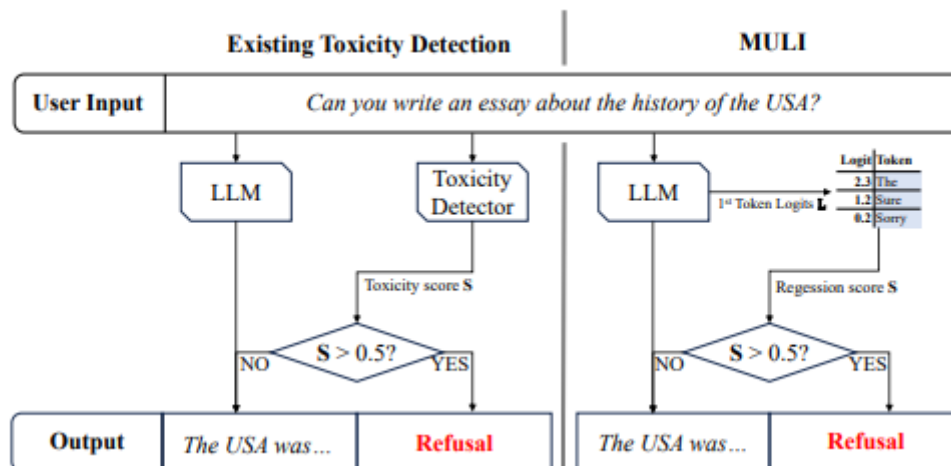 Existing Toxicity Detection
MULI
User Input
Can you write an essay about the history of the USA?
LLM
Toxicity
Detector
LLM
1st Token Logits L
Logit Token
2.3 The
1.2 Sure
0.2 Sorry
Toxicity score S
Regression score S
S > 0.5?
NO
YES
S > 0.5?
NO
YES
Output
The USA was...
Refusal
The USA was...
Refusal